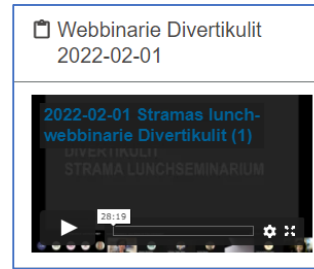 Webbinarie Divertikulit
2022-02-01
2022-02-01 Stramas lunch-
webbinarie Divertikulit (1)
DIVERTIKULIT
STRAMA LUNCHSEMINARIUM
28:19